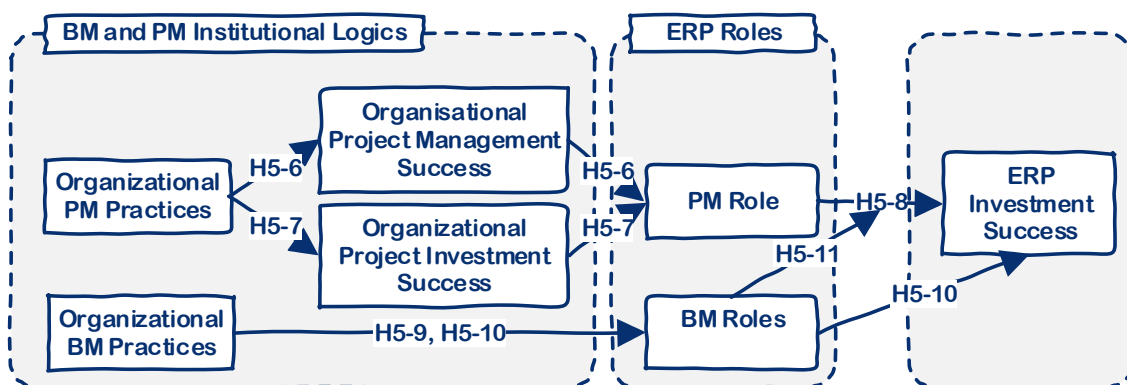 BM and PM Institutional Logics
ERP Roles
Organisational
Project Management
Success
H5-6
H5-6
Organizational
PM Practices
PM Role
H5-8
ERP
Investment
Success
H5-7
H5-7
Organizational
Project Investment
Success
H5-11
H5-10
Organizational
BM Practices
H5-9, H5-10
BM Roles